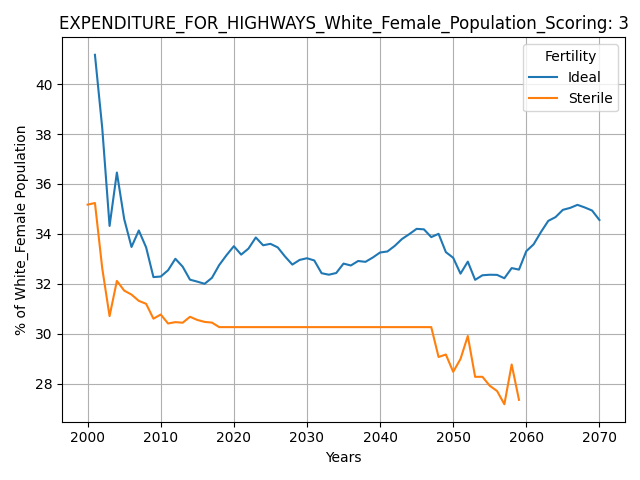 EXPENDITURE_FOR_HIGHWAYS_White_Female_Population_Scoring: 3
Fertility
Ideal
Sterile
% of White_Female Population
40
38
36
34
32
30
28
2000 2010 2020 2030 2040 2050 2060 2070
Years